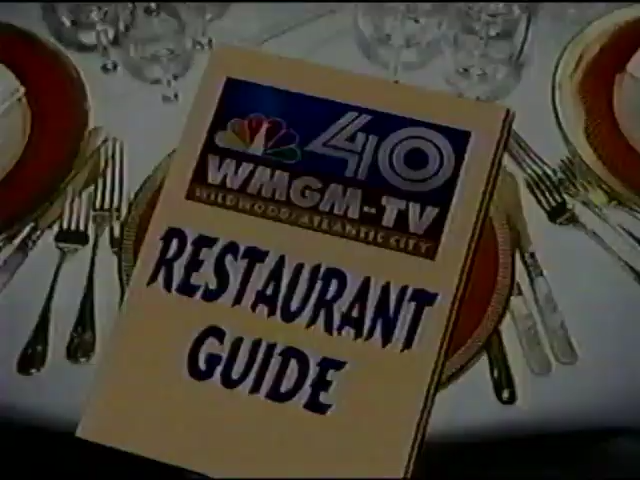 40
WMGM-TV
WILDWOOD/ATLANTIC CITY
RESTAURANT
GUIDE